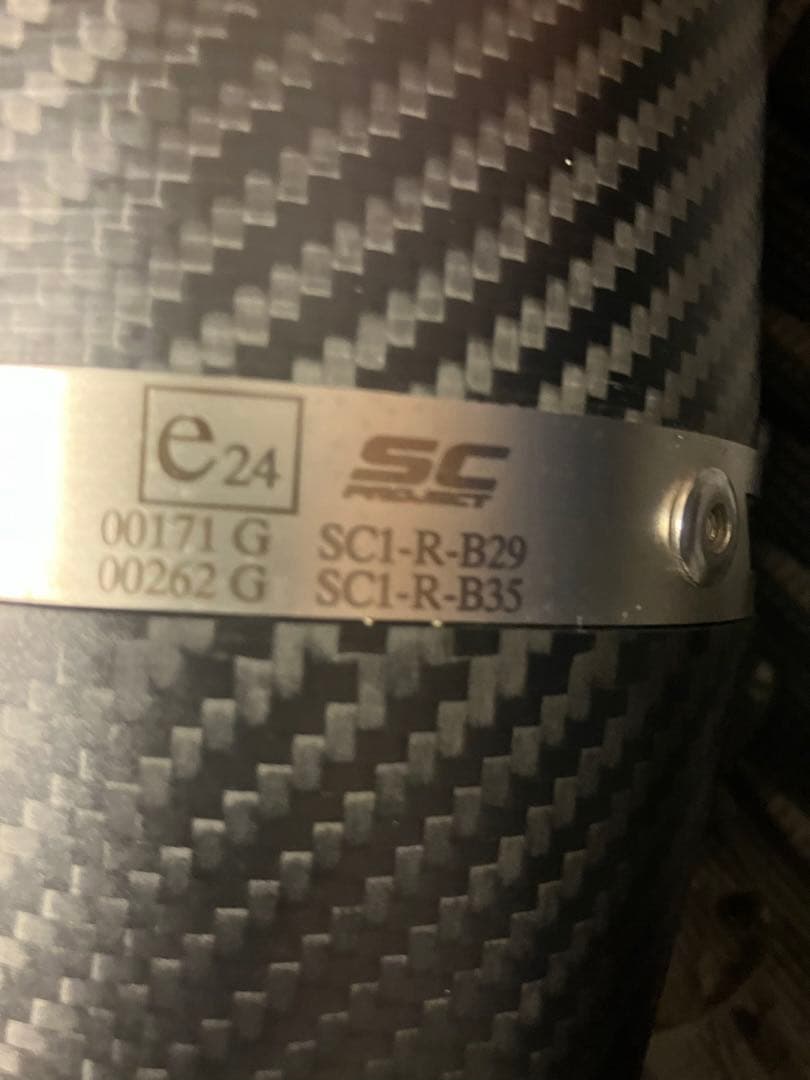 e24
SC
PROJECT
00171 G
SC1-R-B29
00262 G
SC1-R-B35